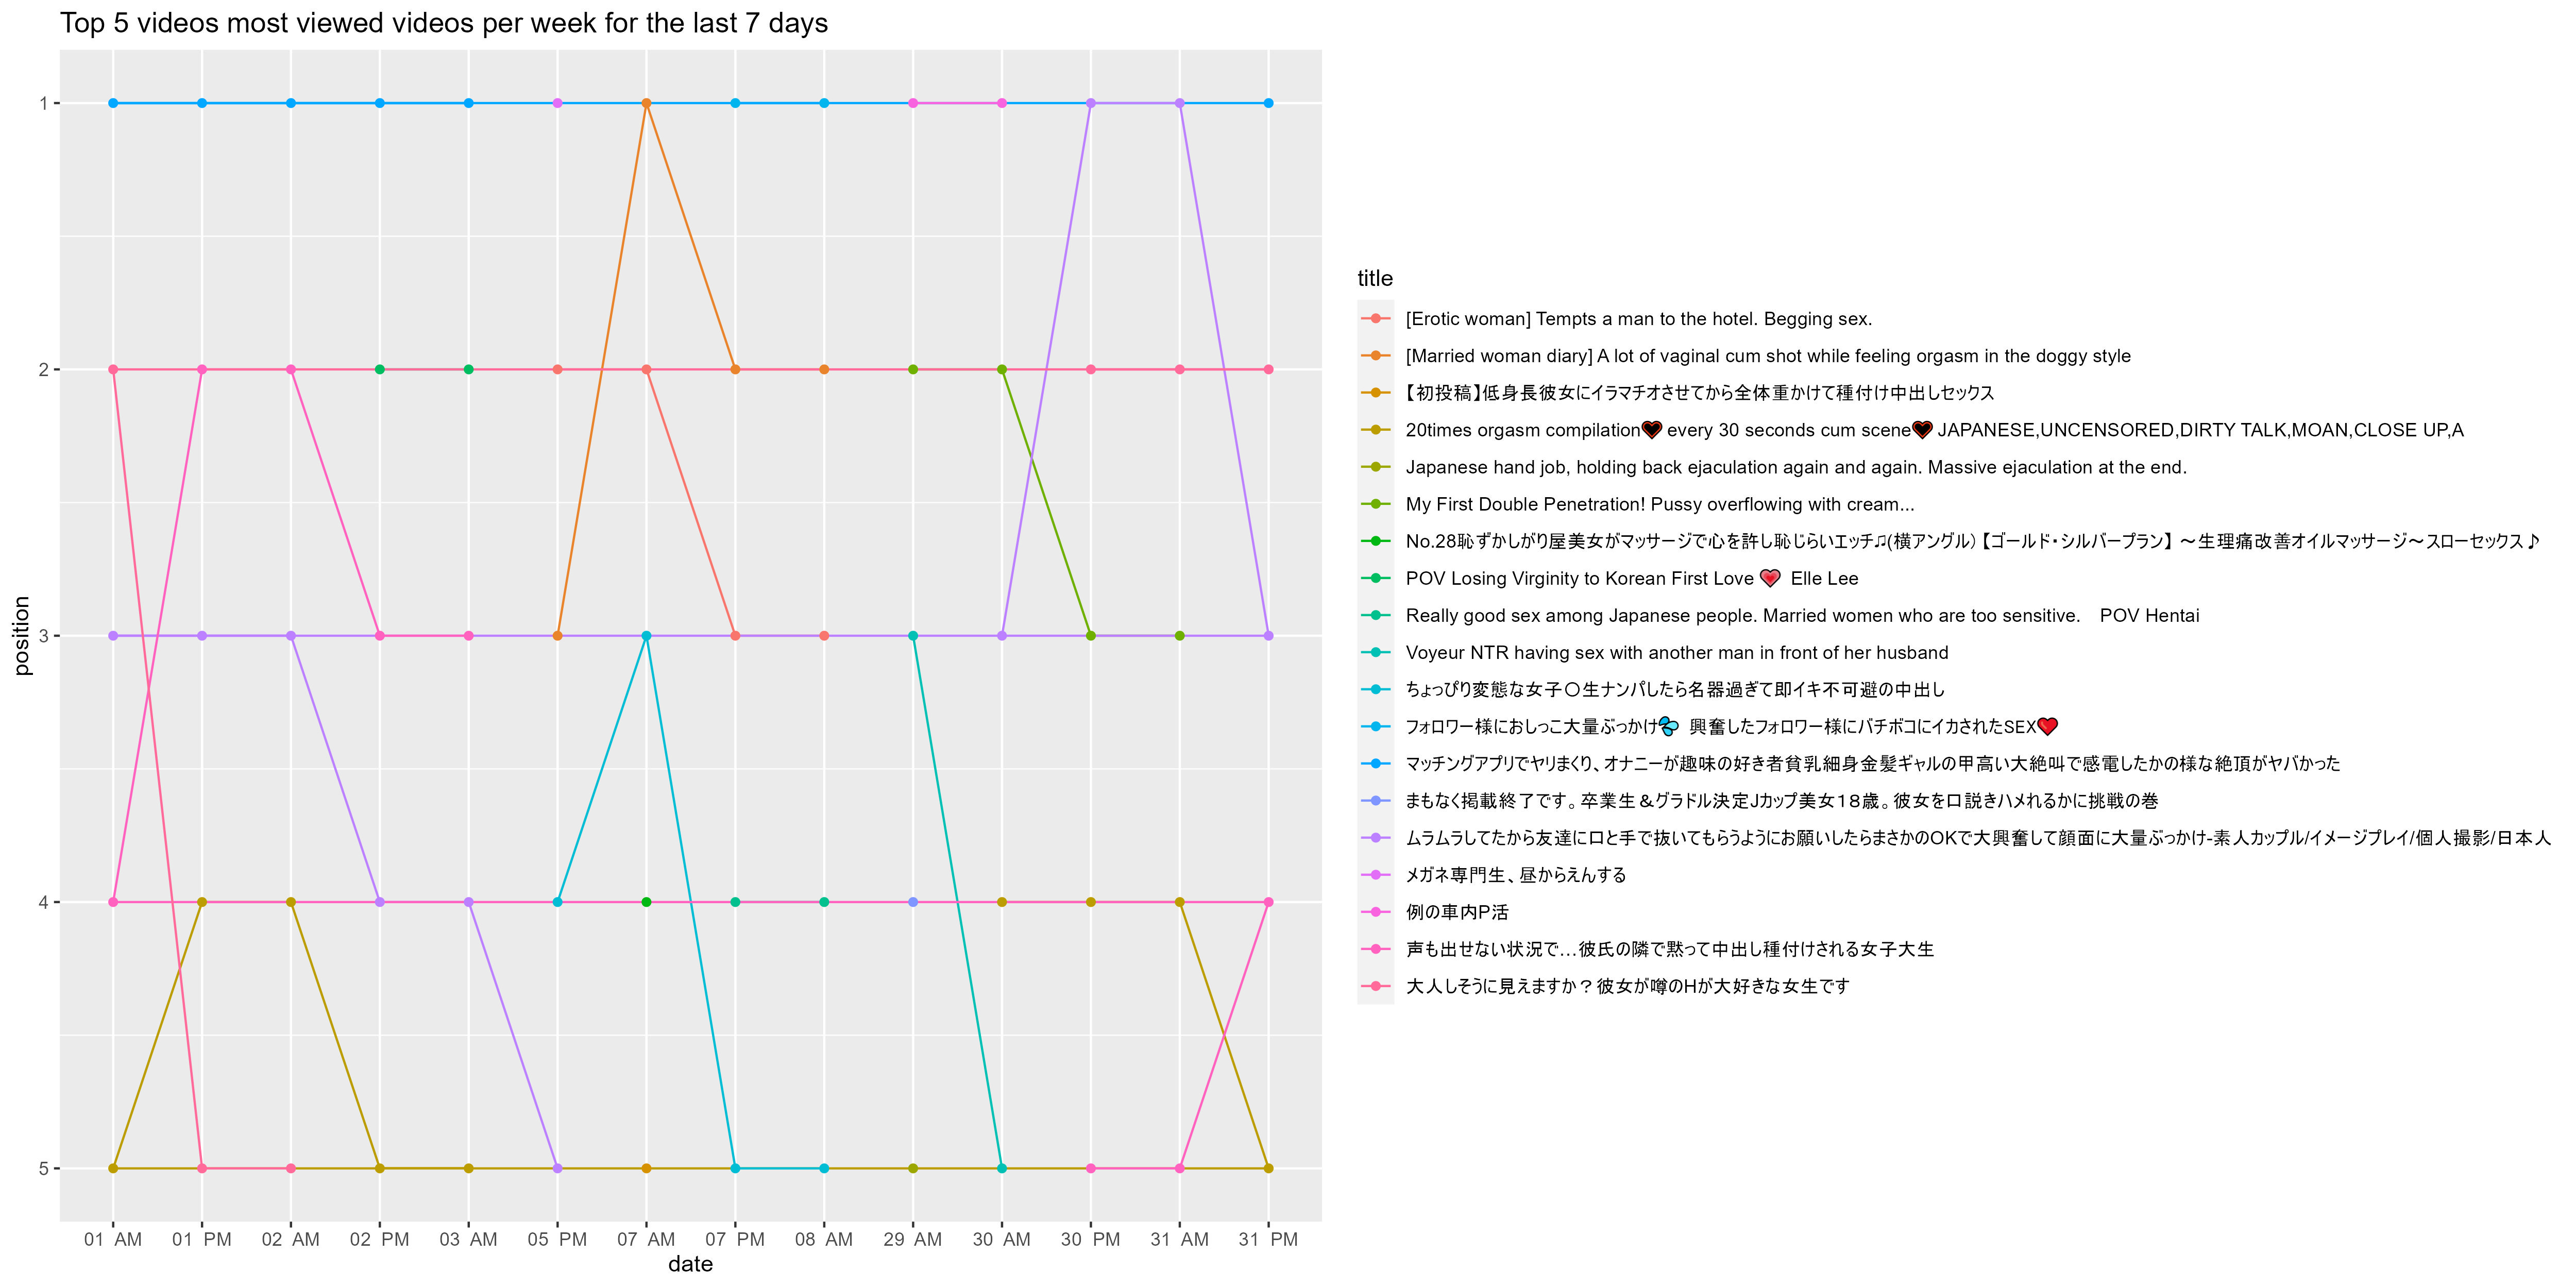 Top 5 videos most viewed videos per week for the last 7 days
position
1
2
3
4
5
01 AM
01 PM
02 AM
02 PM
03 AM
05 PM
07 AM
07 PM
08 AM
29 AM
30 AM
30 PM
31 AM
31 PM
date
title
[Erotic woman] Tempts a man to the hotel. Begging sex.
[Married woman diary] A lot of vaginal cum shot while feeling orgasm in the doggy style
【初投稿】低身長彼女にイラマチオさせてから全体重かけて種付け中出しセックス
20times orgasm compilation🖤 every 30 seconds cum scene🖤 JAPANESE,UNCENSORED,DIRTY TALK,MOAN,CLOSE UP,A
Japanese hand job, holding back ejaculation again and again. Massive ejaculation at the end.
My First Double Penetration! Pussy overflowing with cream...
No.28恥ずかしがり屋美女がマッサージで心を許し恥じらいエッチ♫(横アングル)【ゴールド・シルバープラン】～生理痛改善オイルマッサージ～スローセックス♪
POV Losing Virginity to Korean First Love 💗 Elle Lee
Really good sex among Japanese people. Married women who are too sensitive.　POV Hentai
Voyeur NTR having sex with another man in front of her husband
ちょっぴり変態な女子〇生ナンパしたら名器過ぎて即イキ不可避の中出し
フォロワー様におしっこ大量ぶっかけ💦 興奮したフォロワー様にバチボコにイカされたSEX❤
マッチングアプリでヤリまくり、オナニーが趣味の好き者貧乳細身金髪ギャルの甲高い大絶叫で感電したかの様な絶頂がヤバかった
まもなく掲載終了です。卒業生＆グラドル決定Jカップ美女１８歳。彼女を口説きハメれるかに挑戦の巻
ムラムラしてたから友達に口と手で抜いてもらうようにお願いしたらまさかのOKで大興奮して顔面に大量ぶっかけ-素人カップル/イメージプレイ/個人撮影/日本人
メガネ専門生、昼からえんする
例の車内P活
声も出せない状況で…彼氏の隣で黙って中出し種付けされる女子大生
大人しそうに見えますか？彼女が噂のHが大好きな女生です